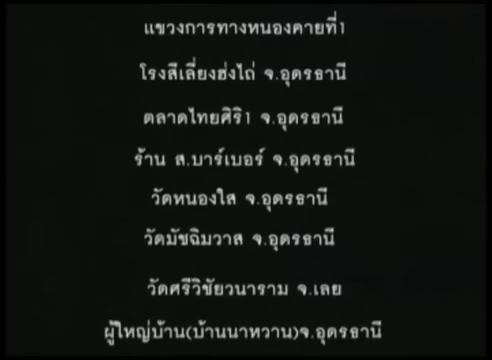 แขวงการทางหนองคายที่1
โรงสีเลี่ยงฮ่งไถ่ จ.อุดรธานี
ตลาดไทยศิริ1 จ.อุดรธานี
ร้าน ส.บาร์เบอร์ จ.อุดรธานี
วัดหนองใส จ.อุดรธานี
วัดมัชฉิมวาส จ.อุดรธานี
วัดศรีวิชัยวนาราม จ.เลย
ผู้ใหญ่บ้าน(บ้านนาหวาน)จ.อุดรธานี